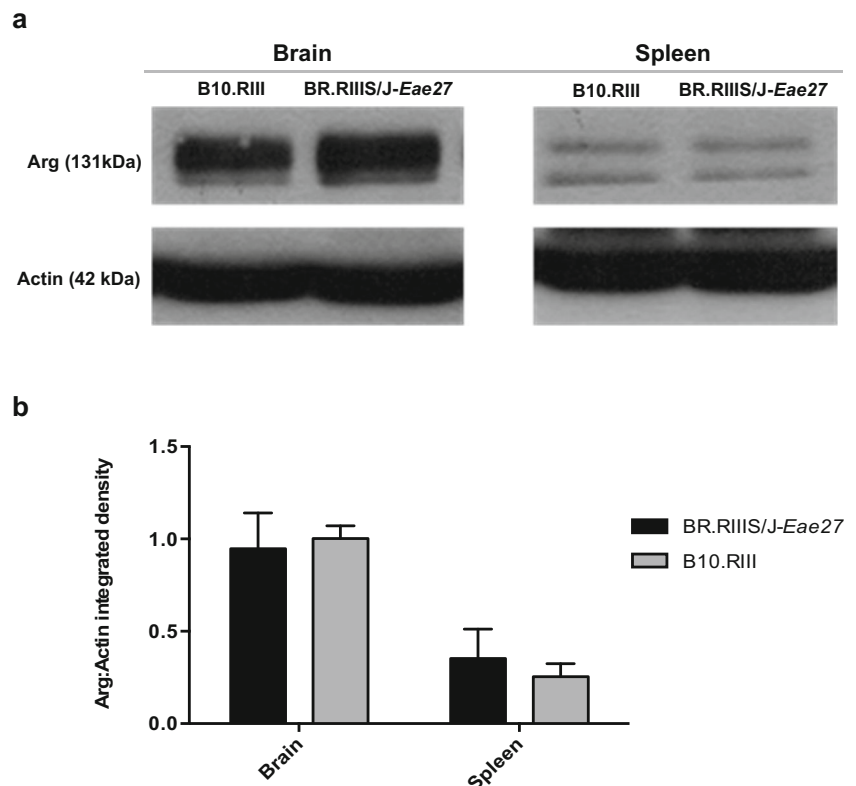 a
Brain Spleen
B10.RIII BR.RIIIS/J-Eae27 B10.RIII BR.RIIIS/J-Eae27
Arg (131kDa)
Actin (42 kDa)
b
Arg:Actin integrated density
1.5
1.0
0.5
0.0
Brain
Spleen
BR.RIIIS/J-Eae27
B10.RIII